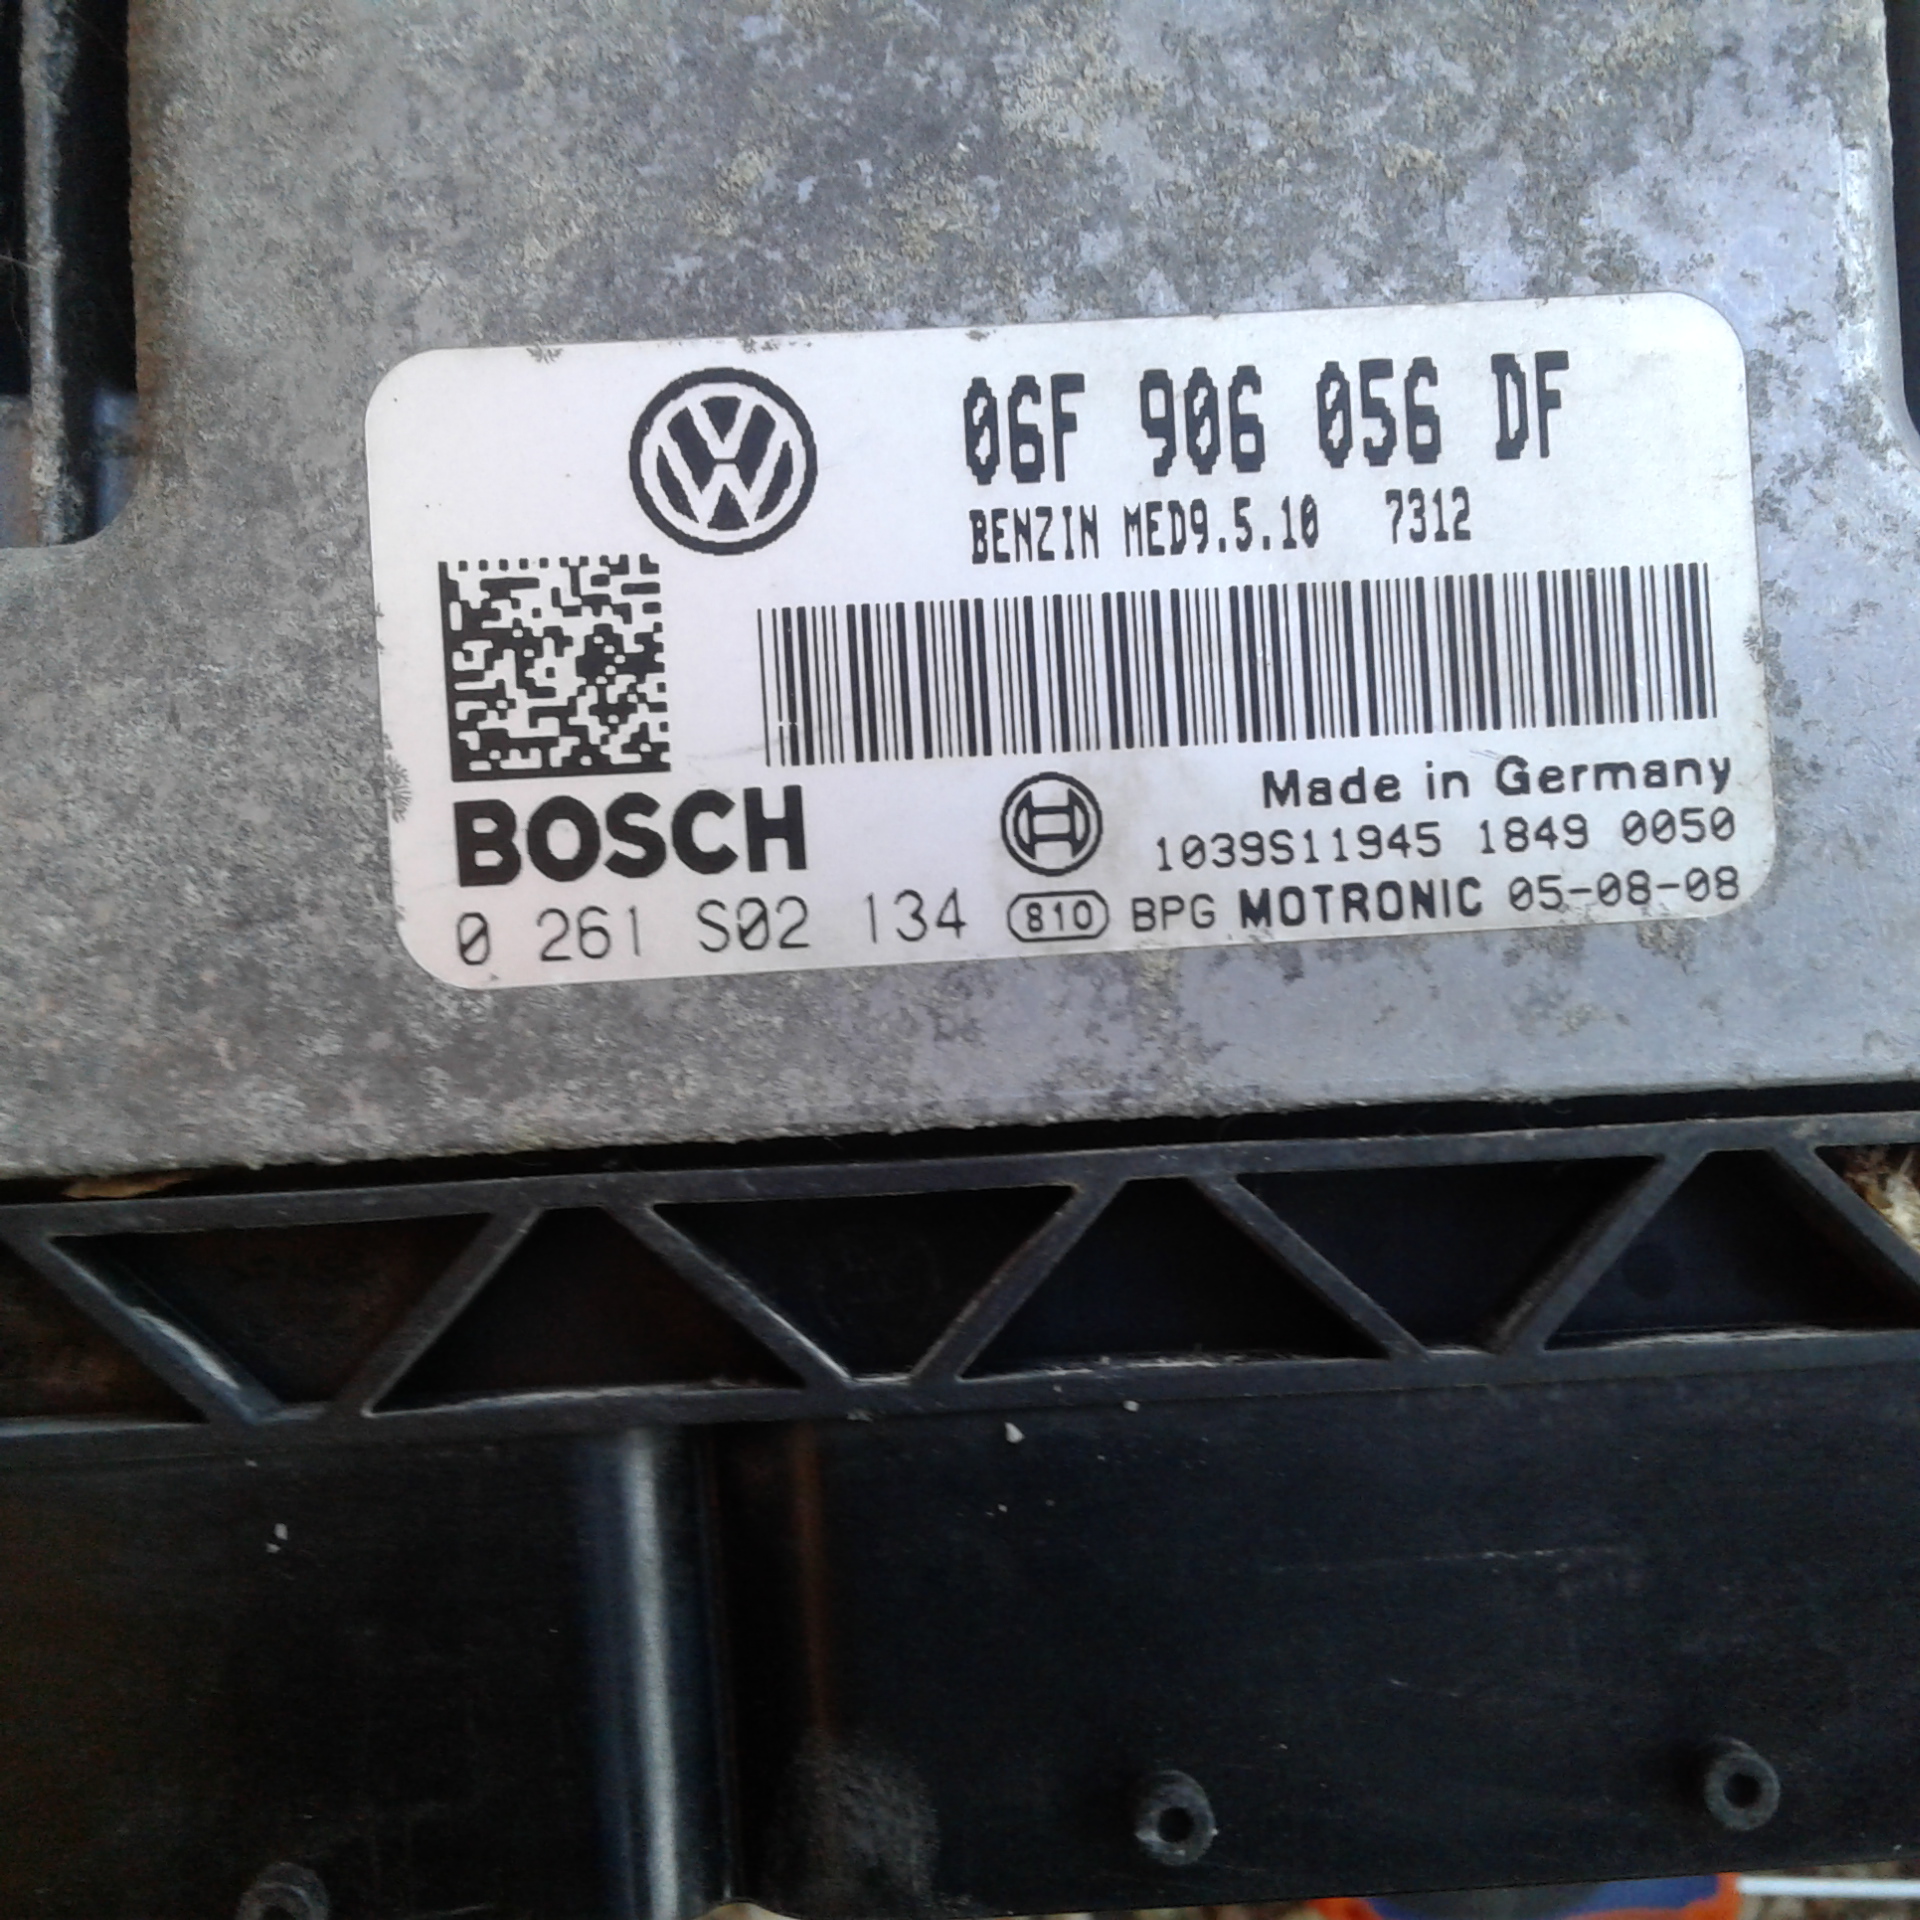 06F 906 056 DF
BENZIN MED9.5.10 7312
Made in Germany
BOSCH
1039S11945 1849 0050
0 261 S02 134 810 BPG MOTRONIC 05-08-08